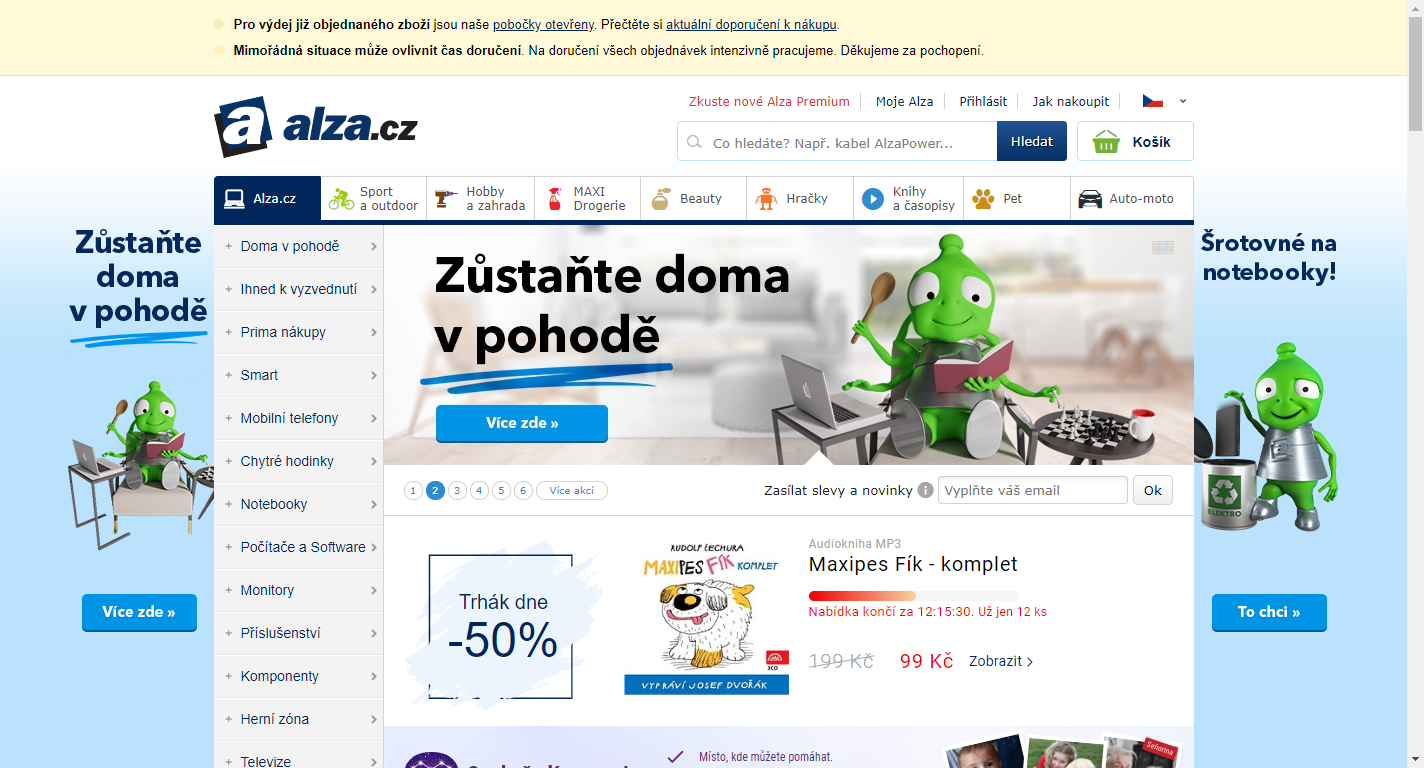 Pro výdej již objednaného zboží jsou naše pobočky otevřeny. Přečtěte si aktuální doporučení k nákupu.
Mimořádná situace může ovlivnit čas doručení. Na doručení všech objednávek intenzivně pracujeme. Děkujeme za pochopení.
a alza.cz
Zkuste nové Alza Premium
Moje Alza
Přihlásit
Jak nakoupit
Co hledáte? Např. kabel AlzaPower...
Hledat
Košík
Alza.cz
Sport
a outdoor
Hobby
a zahrada
MAXI
Drogerie
Beauty
Hračky
Knihy
a časopisy
Pet
Auto-moto
Zůstaňte
doma
v pohodě
Více zde »
Doma v pohodě
Ihned k vyzvednutí
Prima nákupy
Smart
Mobilní telefony
Chytré hodinky
Notebooky
Počítače a Software
Monitory
Příslušenství
Komponenty
Herní zóna
Televize
Zůstaňte doma
v pohodě
Více zde »
1 2 3 4 5 6 Více akcí
Zasílat slevy a novinky
Vyplňte váš email
Ok
Trhák dne
-50%
RUDOLF ČECHURA
MAXIPES FÍK KOMPLET
SUPRAPHON
3CD
VYPRÁVÍ JOSEF DVOŘÁK
Audiokniha MP3
Maxipes Fík - komplet
Nabídka končí za 12:15:30. Už jen 12 ks
199 Kč 99 Kč Zobrazit
Místo, kde můžete pomáhat.
Señorina
Šrotovné na
notebooky!
ELEKTRO
To chci »